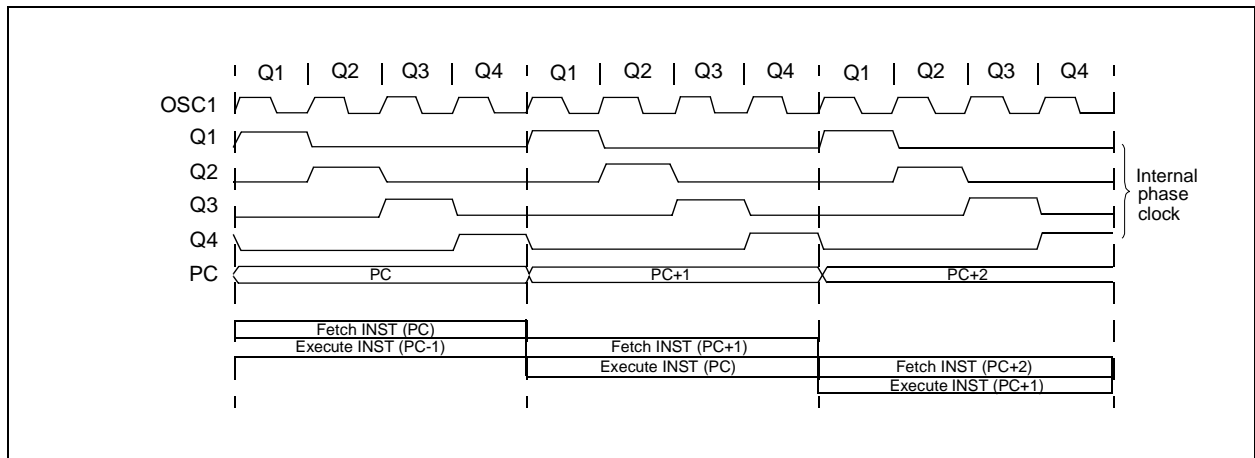 Q1 Q2 Q3 Q4 Q1 Q2 Q3 Q4 Q1 Q2 Q3 Q4
OSC1
Q1
Q2
Q3
Q4
Internal
phase
clock
PC PC PC+1 PC+2
Fetch INST (PC)
Execute INST (PC-1) Fetch INST (PC+1)
Execute INST (PC) Fetch INST (PC+2)
Execute INST (PC+1)